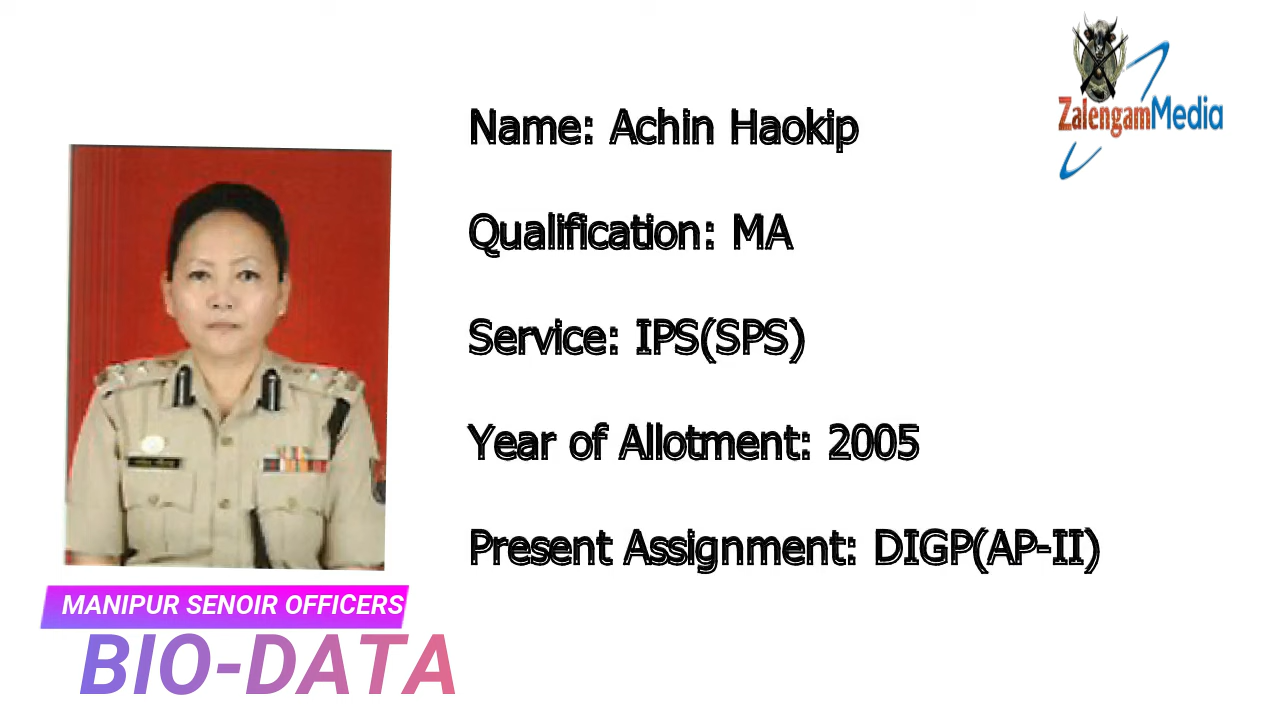 Name: Achin Haokip
ZalengamMedia
Qualification: MA
Service: IPS(SPS)
Year of Allotment: 2005
Present Assignment: DIGP(AP-II)
MANIPUR SENOIR OFFICERS
BIO-DATA